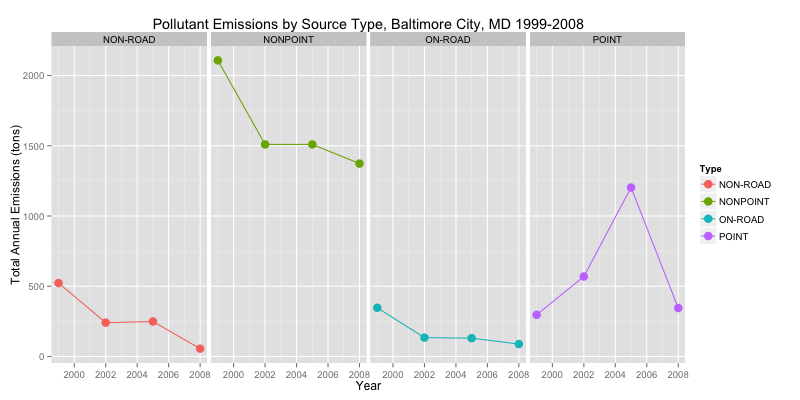 Pollutant Emissions by Source Type, Baltimore City, MD 1999-2008
NON-ROAD NONPOINT ON-ROAD POINT
Total Annual Emissions (tons)
2000
1500
1000
500
0
2000 2002 2004 2006 2008 2000 2002 2004 2006 2008 2000 2002 2004 2006 2008 2000 2002 2004 2006 2008
Year
Type
NON-ROAD
NONPOINT
ON-ROAD
POINT